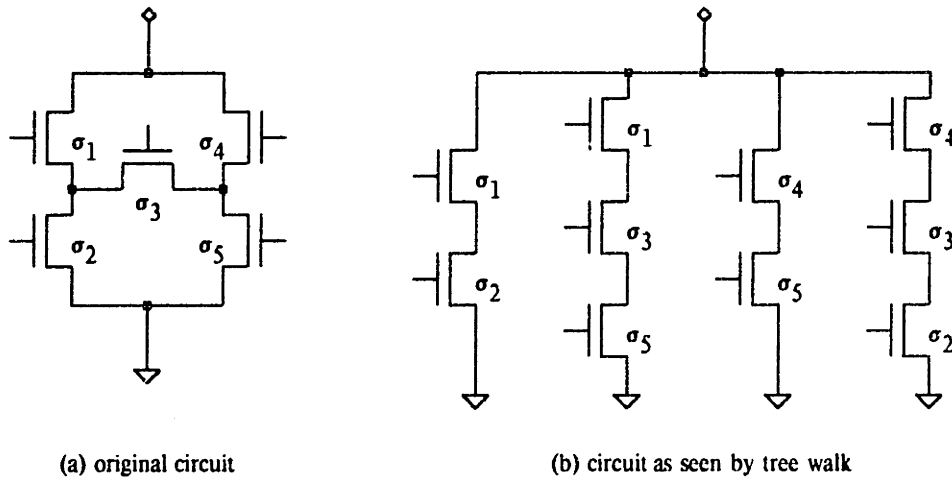 σ1 σ4
σ3
σ2 σ5
σ1 σ4
σ1 σ4
σ3 σ3
σ2 σ5
σ5 σ2
(a) original circuit
(b) circuit as seen by tree walk